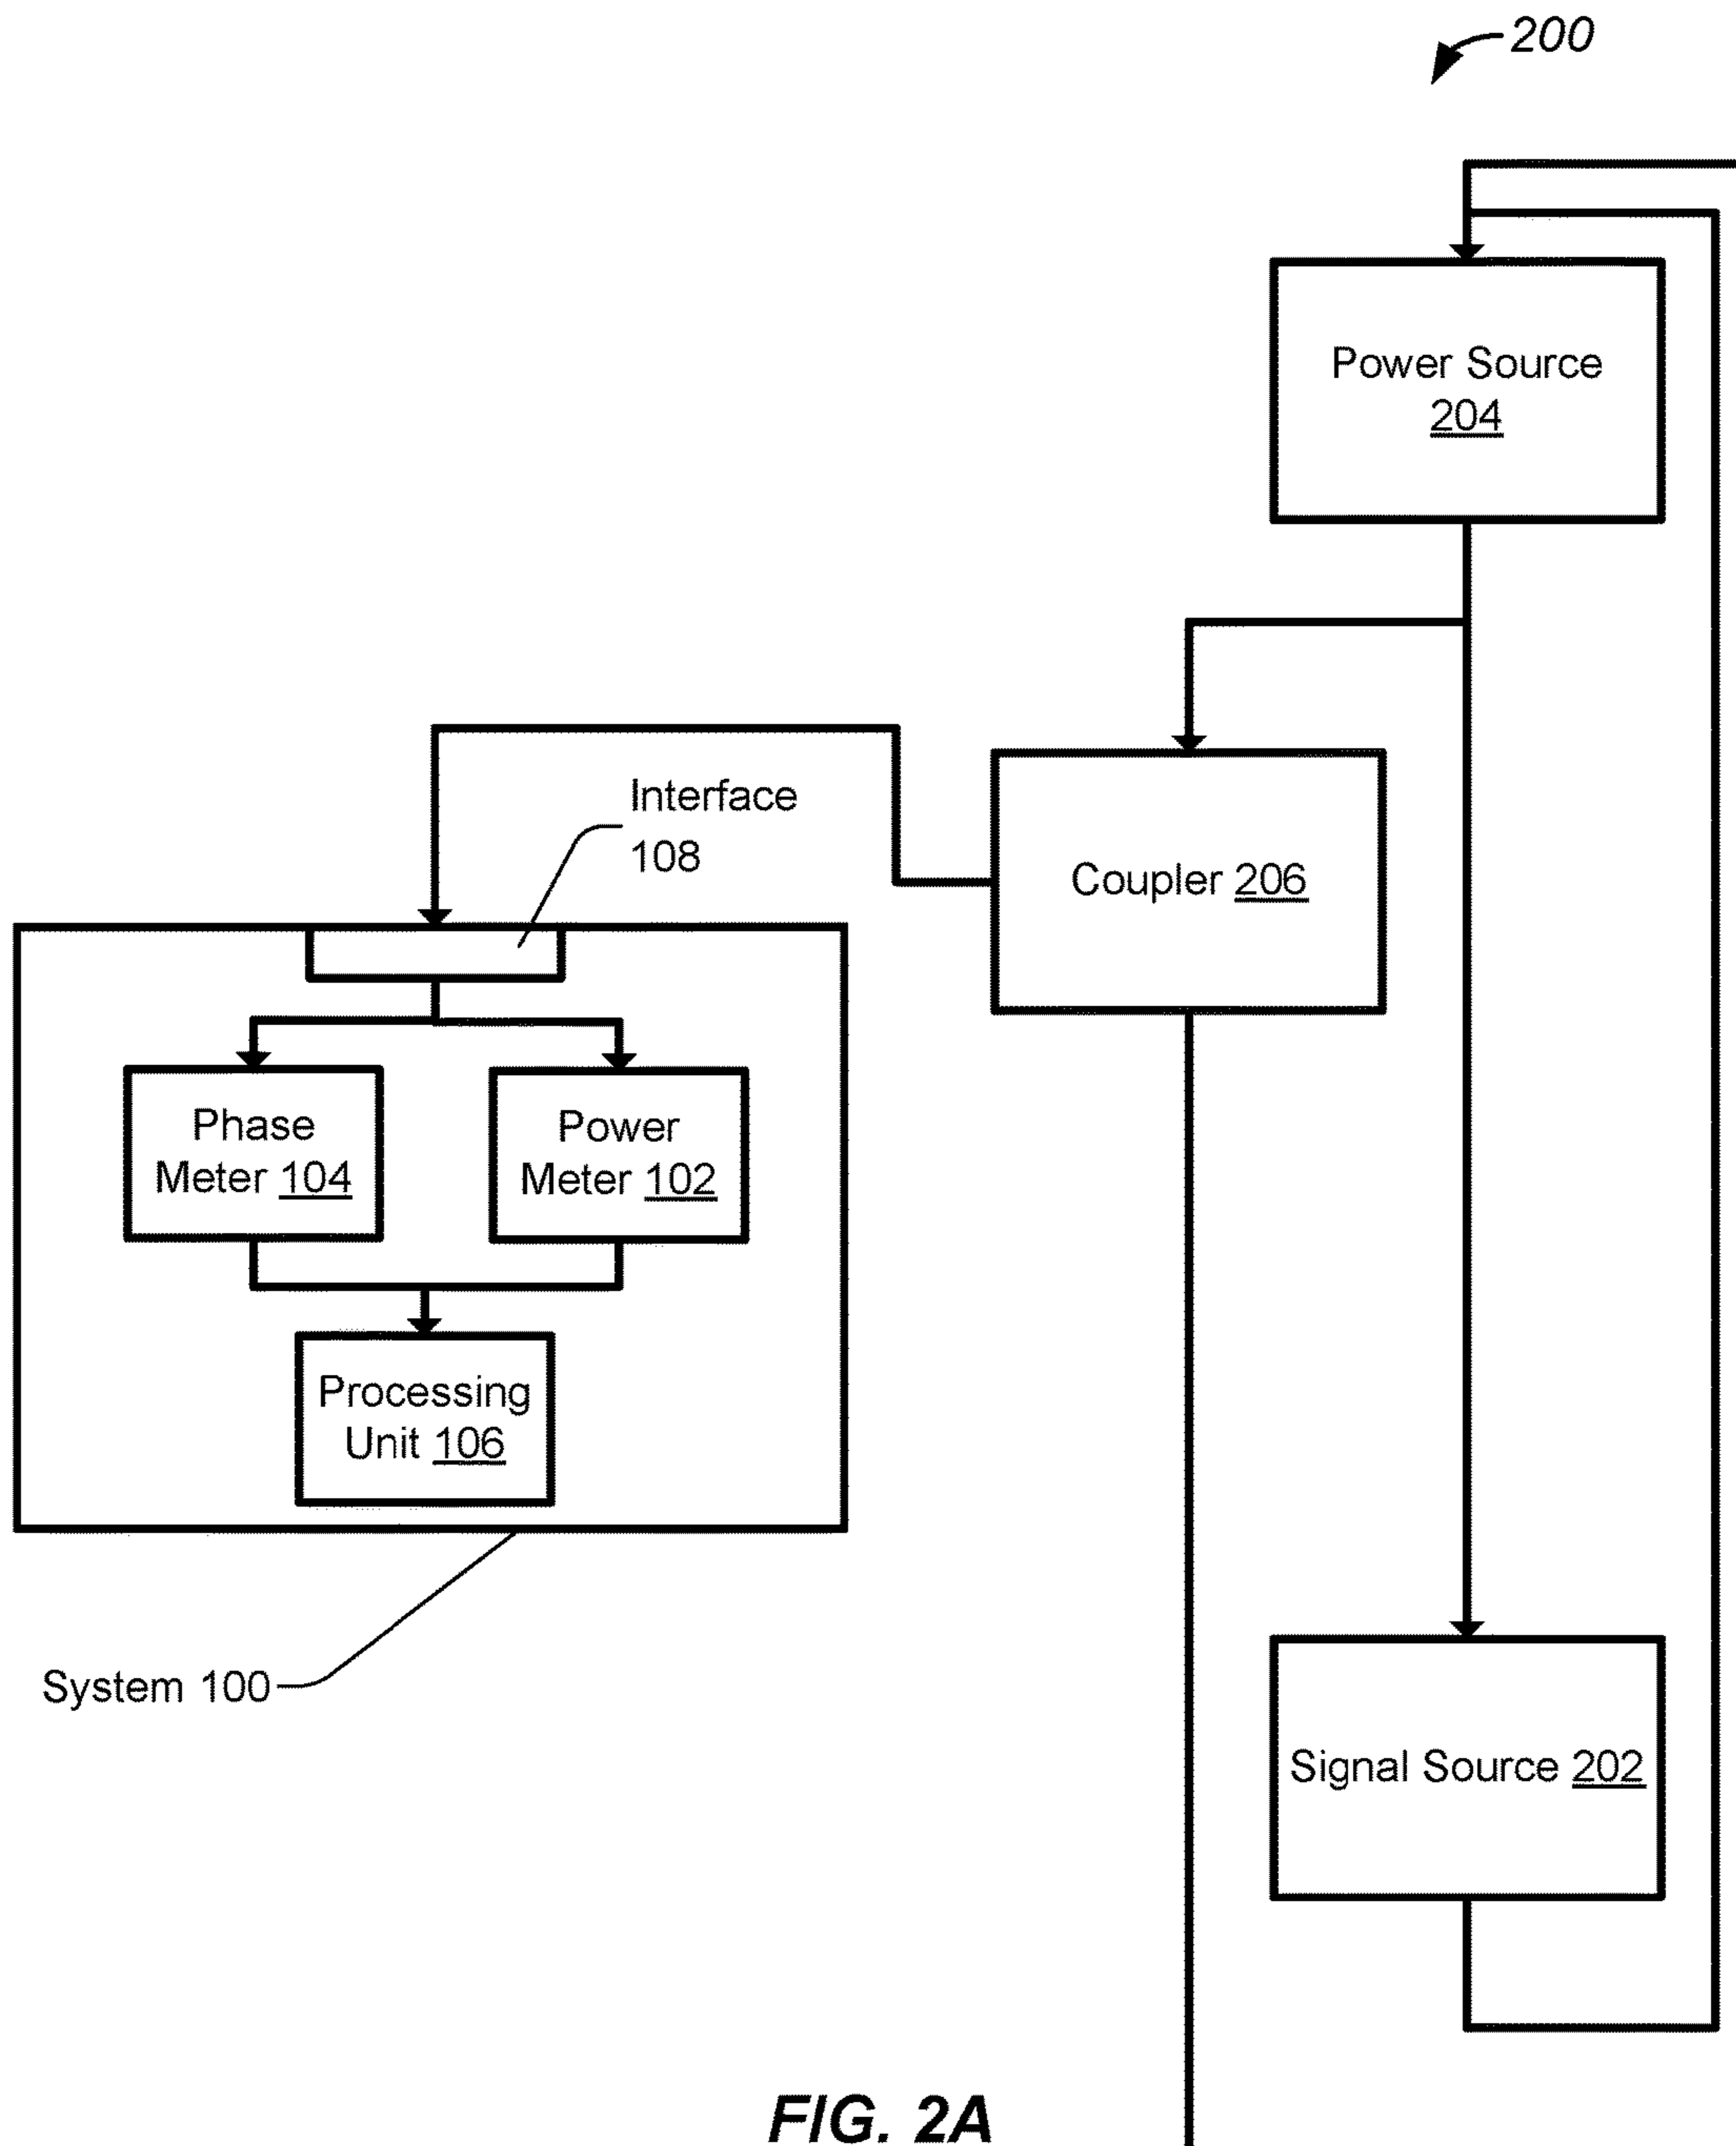 200
Power Source
204
Interface
108
Coupler 206
Phase
Meter 104
Power
Meter 102
Processing
Unit 106
System 100
Signal Source 202
FIG. 2A